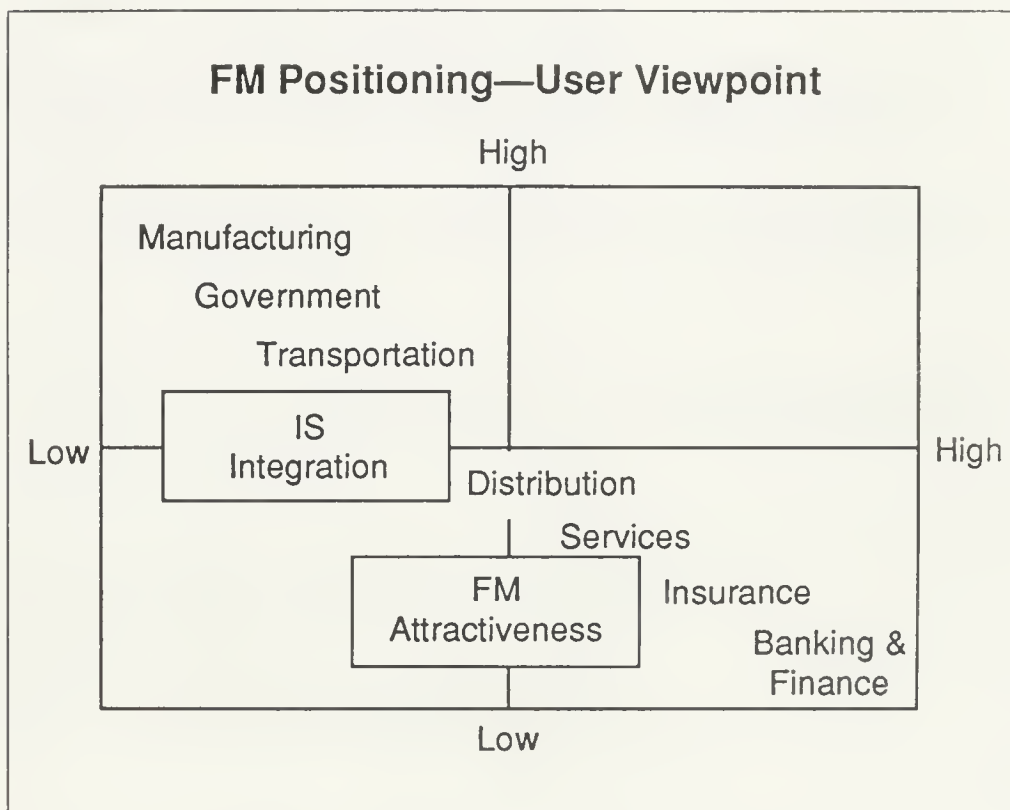 FM Positioning—User Viewpoint
High
Manufacturing
Government
Transportation
IS
Integration
Low
High
Distribution
Services
FM
Attractiveness
Insurance
Banking &
Finance
Low